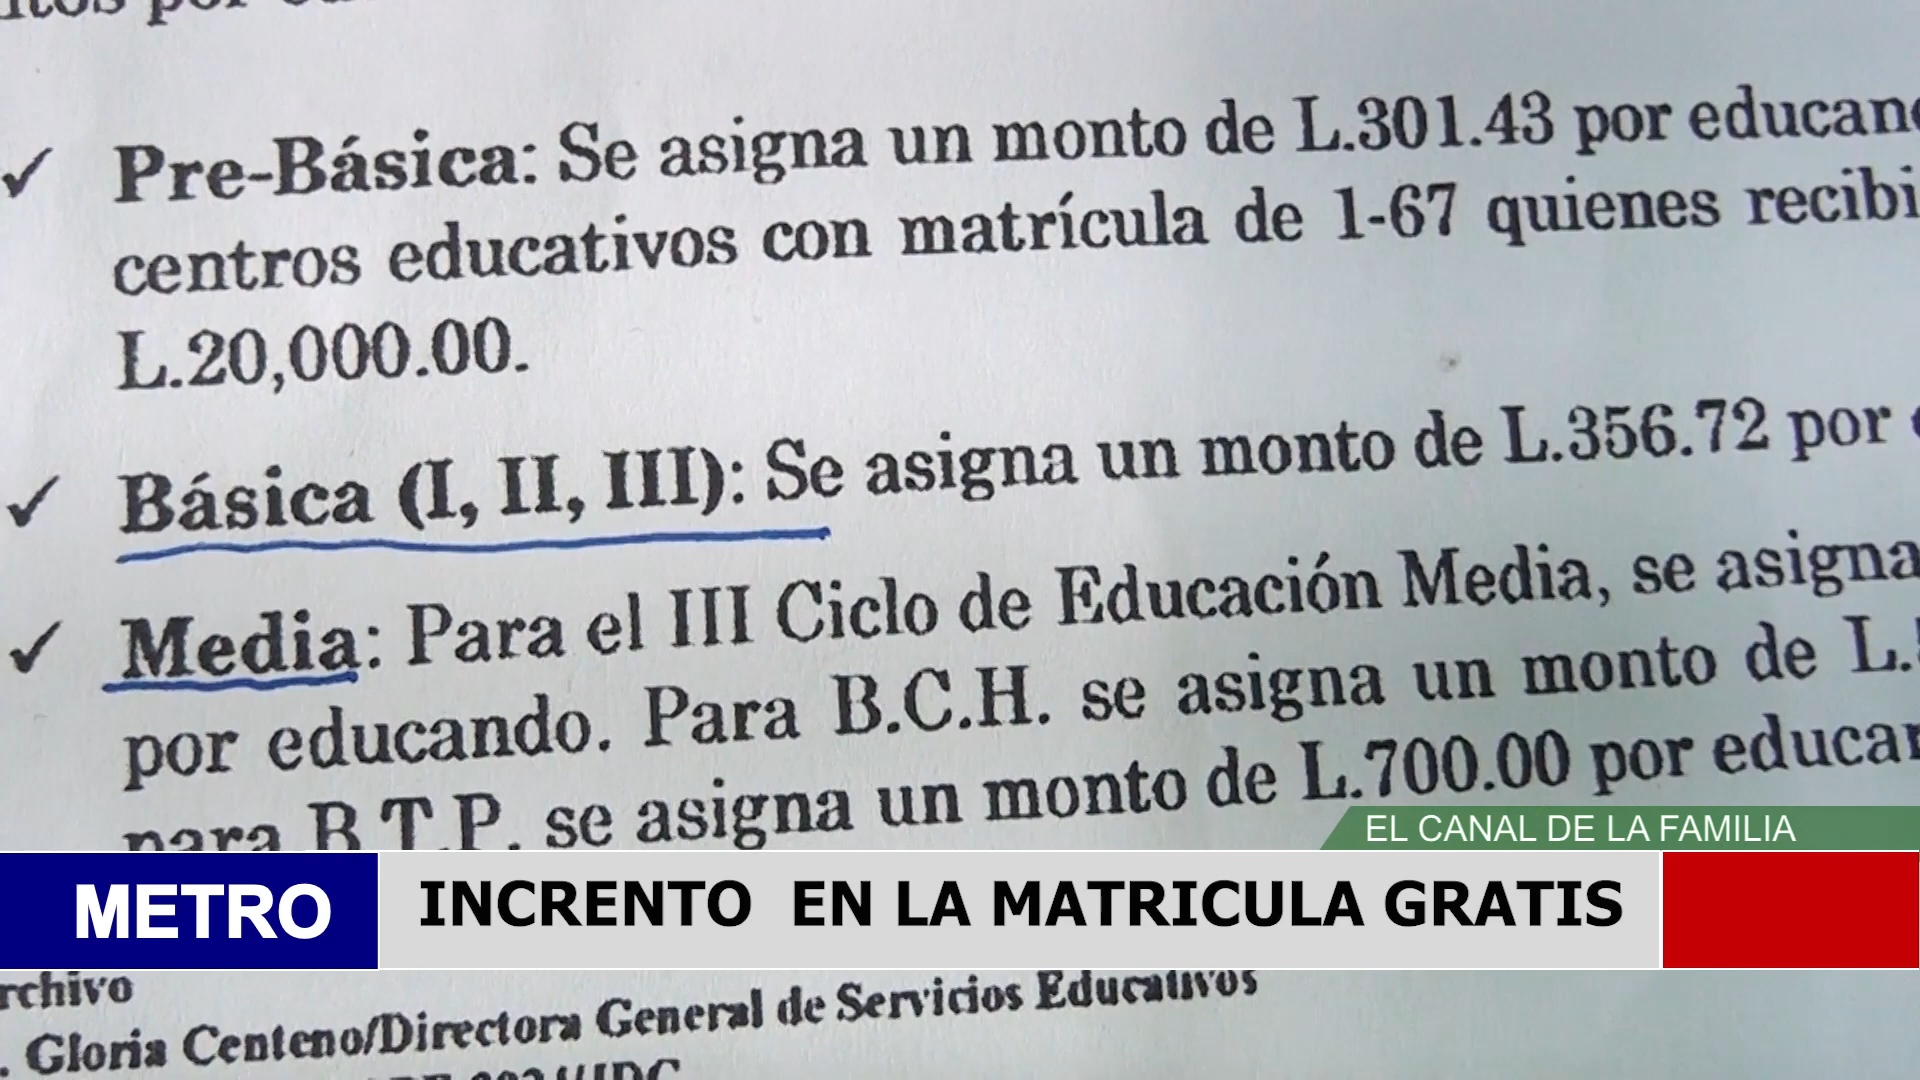 ✓ Pre-Básica: Se asigna un monto de L.301.43 por
centros educativos con matrícula de 1-67 quienes
L.20,000.00.
✓ Básica (I, II, III): Se asigna un monto de L.356.72 por
✓ Media: Para el III Ciclo de Educación Media, se asigna
por educando. Para B.C.H. se asigna un monto de
para B.T.P. se asigna un monto de L.700.00 por
EL CANAL DE LA FAMILIA
METRO
INCRENTO EN LA MATRICULA GRATIS
Gloria Centeno/Directora General de Servicios Educativos